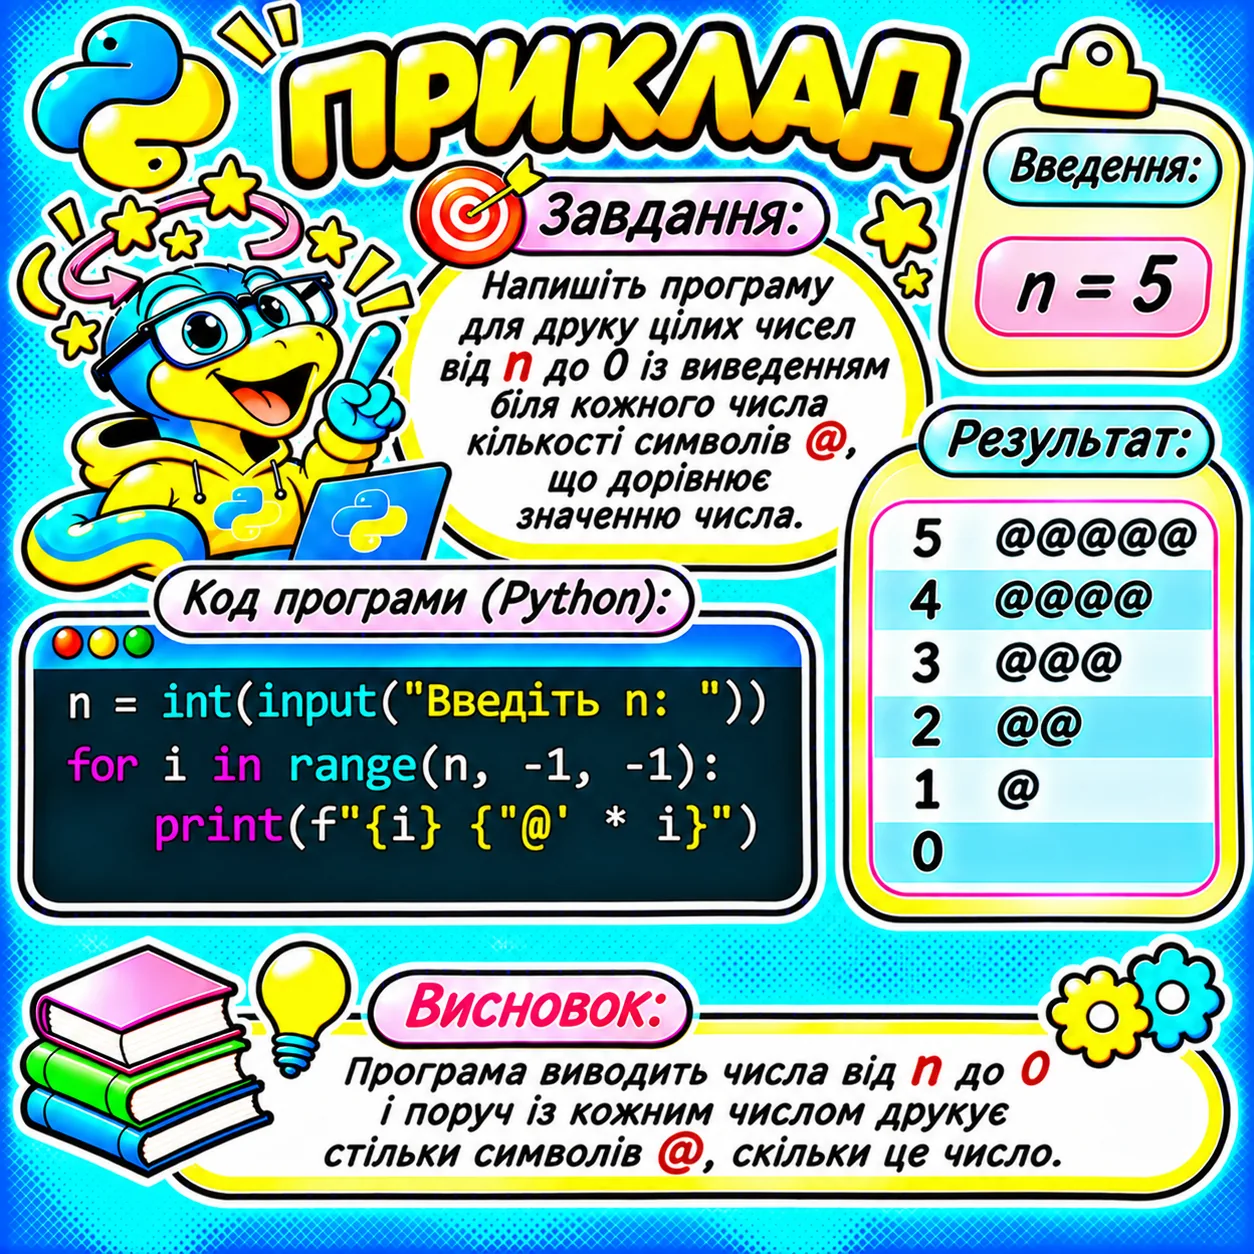 ПРИКЛАД
Введення:
n = 5
Завдання:
Напишіть програму
для друку цілих чисел
від n до 0 із виведенням
біля кожного числа
кількості символів @,
що дорівнює
значенню числа.
Результат:
5 @@@@@
4 @@@@
3 @@@
2 @@
1 @
0
Код програми (Python):
n = int(input("Введіть n: "))
for i in range(n, -1, -1):
print(f"{i} {"@' * i}")
Висновок:
Програма виводить числа від n до 0
і поруч із кожним числом друкує
стільки символів @, скільки це число.